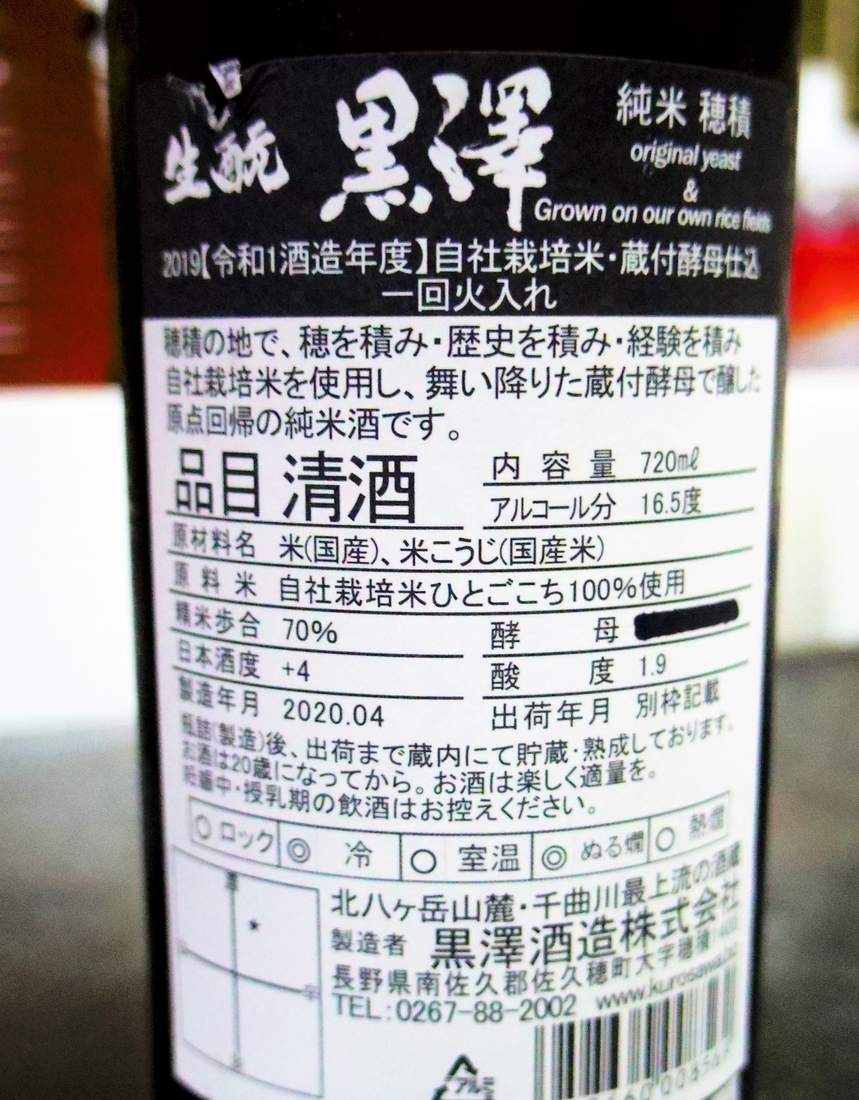 生酛 黒澤 純米 穂積
original yeast
&
Grown on our own rice fields
2019【令和1酒造年度】自社栽培米・蔵付酵母仕込
一回火入れ
穂積の地で、穂を積み・歴史を積み・経験を積み
自社栽培米を使用し、舞い降りた蔵付酵母で醸した
原点回帰の純米酒です。
品目 清酒
内容量 720mℓ
アルコール分 16.5度
原材料名 米(国産)、米こうじ(国産米)
原料米 自社栽培米ひとごこち100%使用
精米歩合 70%
酵母
日本酒度 +4
酸度 1.9
製造年月 2020.04
出荷年月 別枠記載
瓶詰(製造)後、出荷まで蔵内にて貯蔵・熟成しております。
お酒は20歳になってから。お酒は楽しく適量を。
妊娠中・授乳期の飲酒はお控えください。
○ロック ◎冷 ○室温 ◎ぬる燗 ○熱燗
北八ヶ岳山麓・千曲川最上流の酒蔵
製造者 黒澤酒造株式会社
長野県南佐久郡佐久穂町大字穂積
TEL:0267-88-2002 www.kurosawa.
アルミ